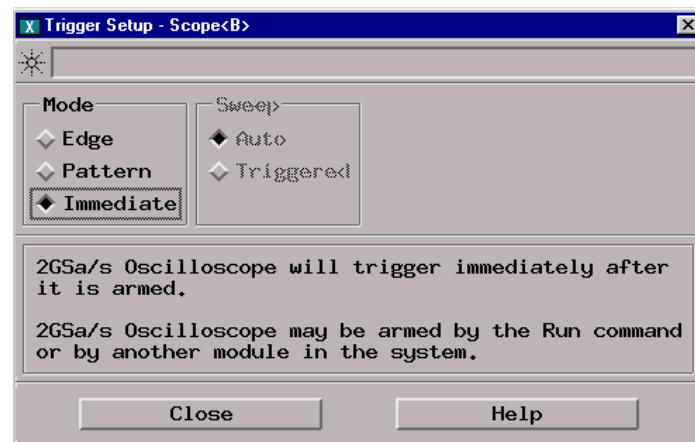 Trigger Setup - Scope<B>
Mode
Edge
Pattern
Immediate
Sweep
Auto
Triggered
2GSa/s Oscilloscope will trigger immediately after
it is armed.
2GSa/s Oscilloscope may be armed by the Run command
or by another module in the system.
Close
Help